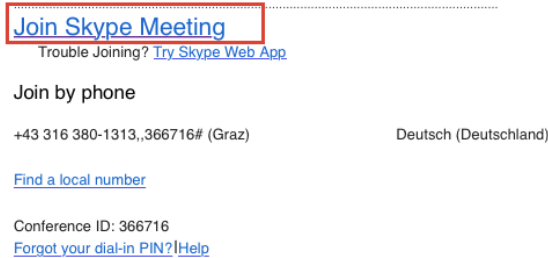 Join Skype Meeting
Trouble Joining? Try Skype Web App
Join by phone
+43 316 380-1313,,366716# (Graz) Deutsch (Deutschland)
Find a local number
Conference ID: 366716
Forgot your dial-in PIN?|Help